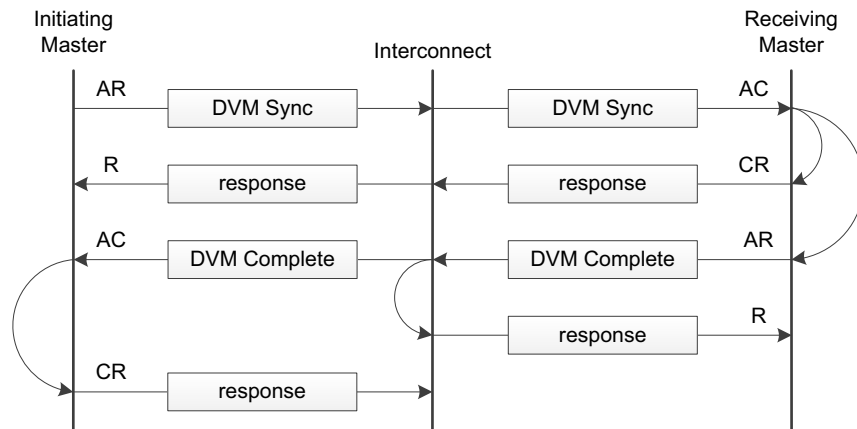 Initiating
Master
Interconnect
Receiving
Master
AR
DVM Sync
DVM Sync
AC
R
response
response
CR
AC
DVM Complete
DVM Complete
AR
response
R
CR
response